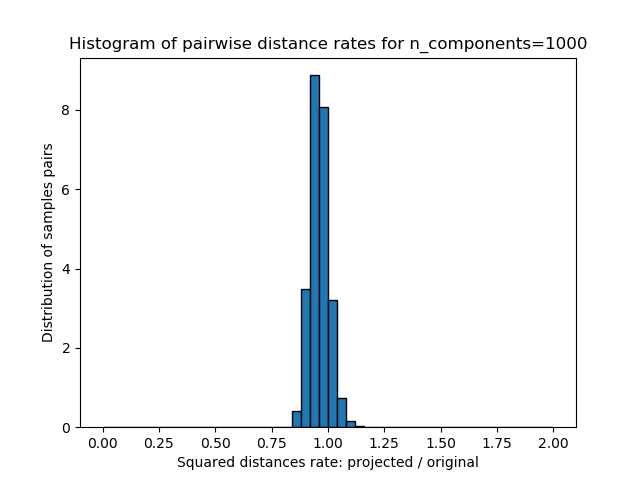 Histogram of pairwise distance rates for n_components=1000
Distribution of samples pairs
8
6
4
2
0
0.00 0.25 0.50 0.75 1.00 1.25 1.50 1.75 2.00
Squared distances rate: projected / original